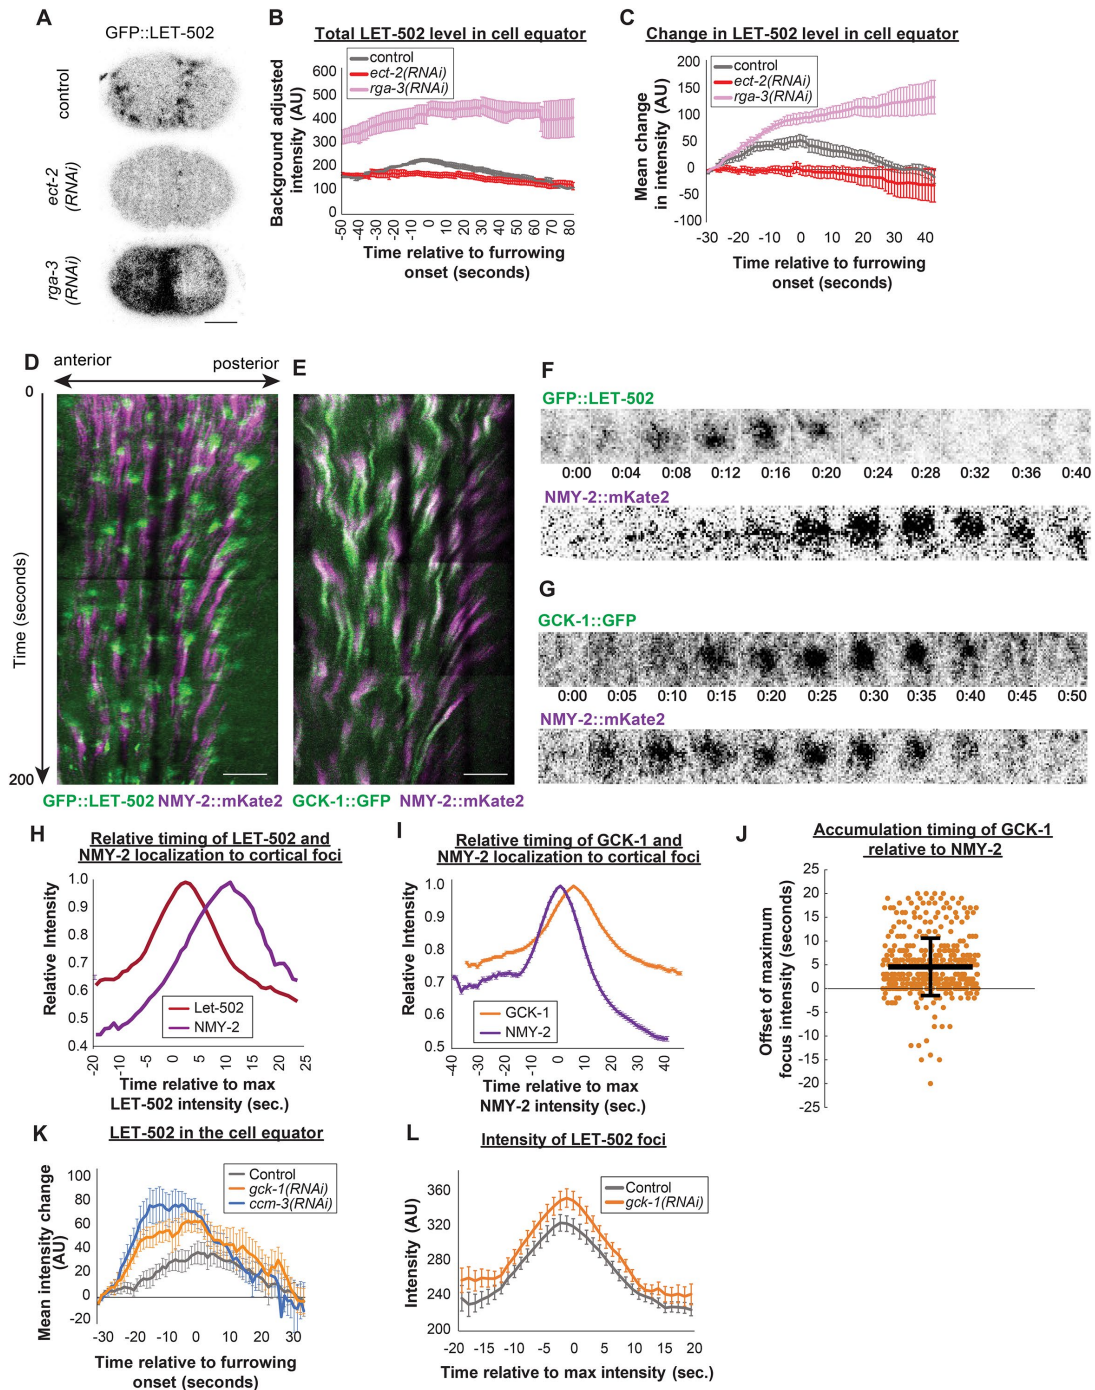 A
GFP::LET-502
control
ect-2
(RNAi)
rga-3
(RNAi)
B
Total LET-502 level in cell equator
control
ect-2(RNAi)
rga-3(RNAi)
Background adjusted
intensity (AU)
600
500
400
300
200
100
0
-50
-40
-30
-20
-10
0
10
20
30
40
50
60
70
80
Time relative to furrowing
onset (seconds)
C
Change in LET-502 level in cell equator
control
ect-2(RNAi)
rga-3(RNAi)
Mean change
in intensity (AU)
200
150
100
50
0
-50
-100
-30 -20 -10 0 10 20 30 40
Time relative to furrowing
onset (seconds)
D
anterior posterior
0
Time (seconds)
200
GFP::LET-502 NMY-2::mKate2
E
GCK-1::GFP NMY-2::mKate2
F
GFP::LET-502
0:00 0:04 0:08 0:12 0:16 0:20 0:24 0:28 0:32 0:36 0:40
NMY-2::mKate2
G
GCK-1::GFP
0:00 0:05 0:10 0:15 0:20 0:25 0:30 0:35 0:40 0:45 0:50
NMY-2::mKate2
H
Relative timing of LET-502 and
NMY-2 localization to cortical foci
Relative Intensity
1.0
0.9
0.8
0.7
0.6
0.5
0.4
Let-502
NMY-2
-20
-15
-10
-5
0
5
10
15
20
25
Time relative to max
LET-502 intensity (sec.)
I
Relative timing of GCK-1 and
NMY-2 localization to cortical foci
Relative Intensity
1.0
0.9
0.8
0.7
0.6
0.5
GCK-1
NMY-2
-40
-30
-20
-10
0
10
20
30
40
Time relative to max
NMY-2 intensity (sec.)
J
Accumulation timing of GCK-1
relative to NMY-2
Offset of maximum
focus intensity (seconds)
25
20
15
10
5
0
-5
-10
-15
-20
-25
K
LET-502 in the cell equator
Control
gck-1(RNAi)
ccm-3(RNAi)
Mean intensity change
(AU)
100
80
60
40
20
0
-20
-30 -20 -10 0 10 20 30
Time relative to furrowing
onset (seconds)
L
Intensity of LET-502 foci
Control
gck-1(RNAi)
Intensity (AU)
360
320
280
240
200
-20 -15 -10 -5 0 5 10 15 20
Time relative to max intensity (sec.)